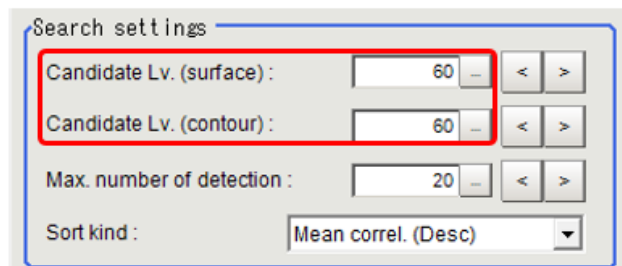 Search settings
Candidate Lv. (surface) : 60 ... < >
Candidate Lv. (contour) : 60 ... < >
Max. number of detection : 20 ... < >
Sort kind : Mean correl. (Desc)